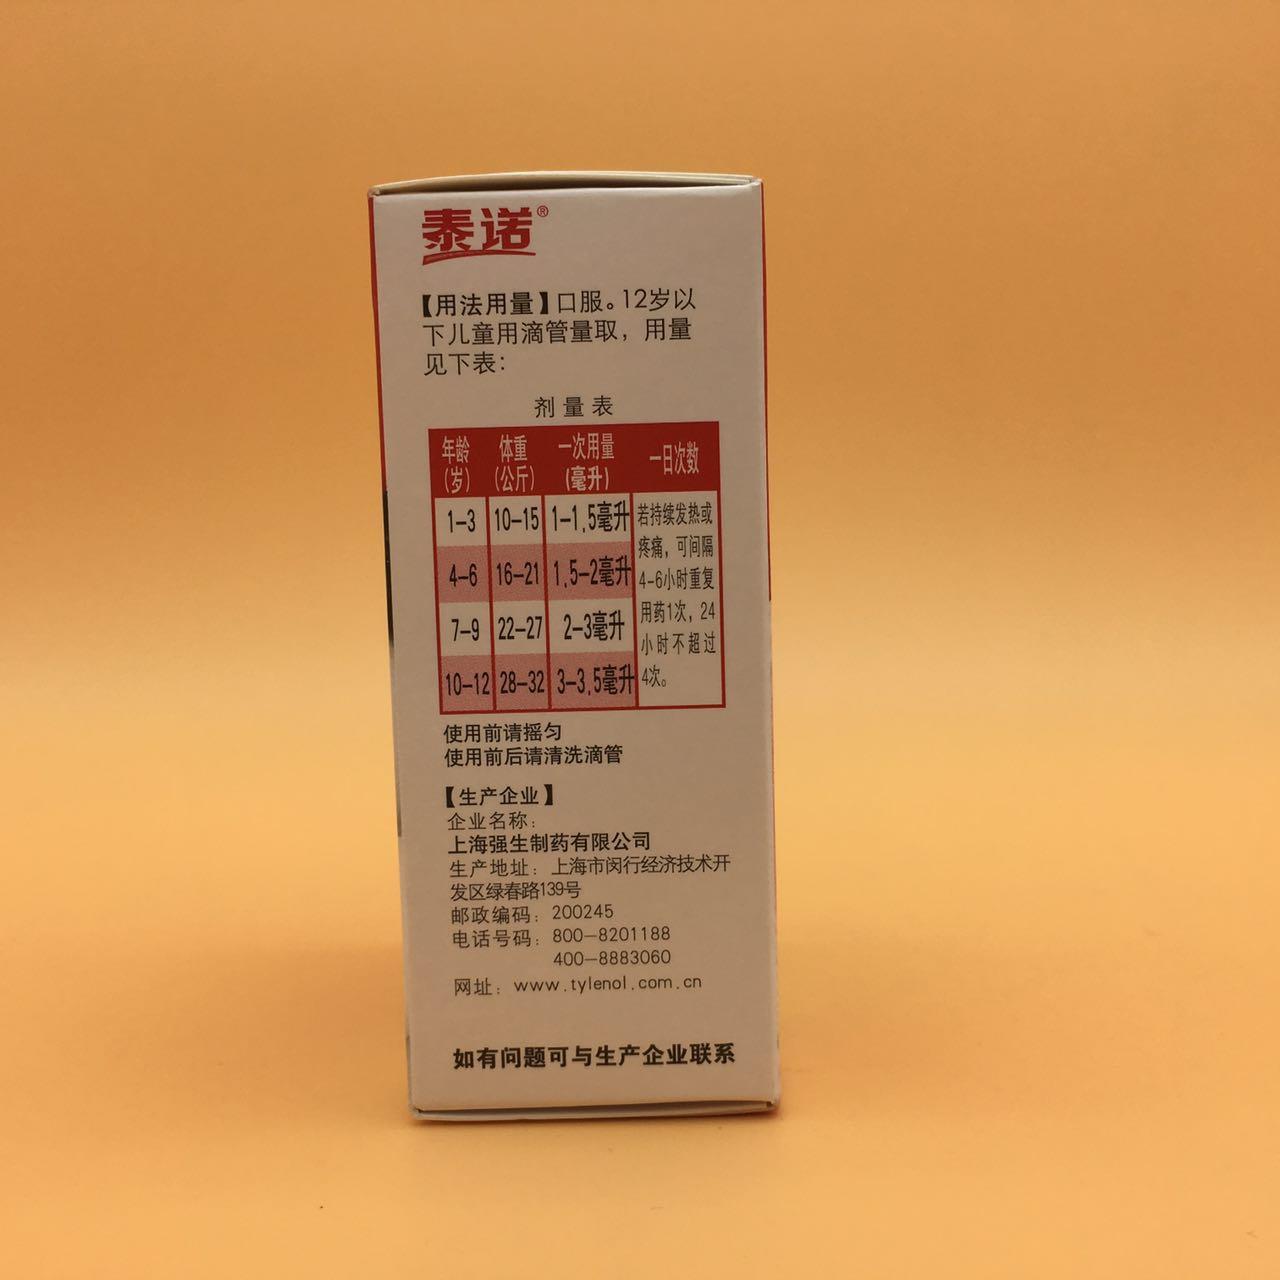 泰诺®
【用法用量】口服。12岁以
下儿童用滴管量取，用量
见下表：
剂量表
年龄(岁) 体重(公斤) 一次用量(毫升) 一日次数
1-3 10-15 1-1.5毫升
4-6 16-21 1.5-2毫升
7-9 22-27 2-3毫升
10-12 28-32 3-3.5毫升
若持续发热或
疼痛，可间隔
4-6小时重复
用药1次，24
小时不超过
4次。
使用前请摇匀
使用前后请清洗滴管
【生产企业】
企业名称：
上海强生制药有限公司
生产地址：上海市闵行经济技术开
发区绿春路139号
邮政编码：200245
电话号码：800-8201188
400-8883060
网址：www.tylenol.com.cn
如有问题可与生产企业联系